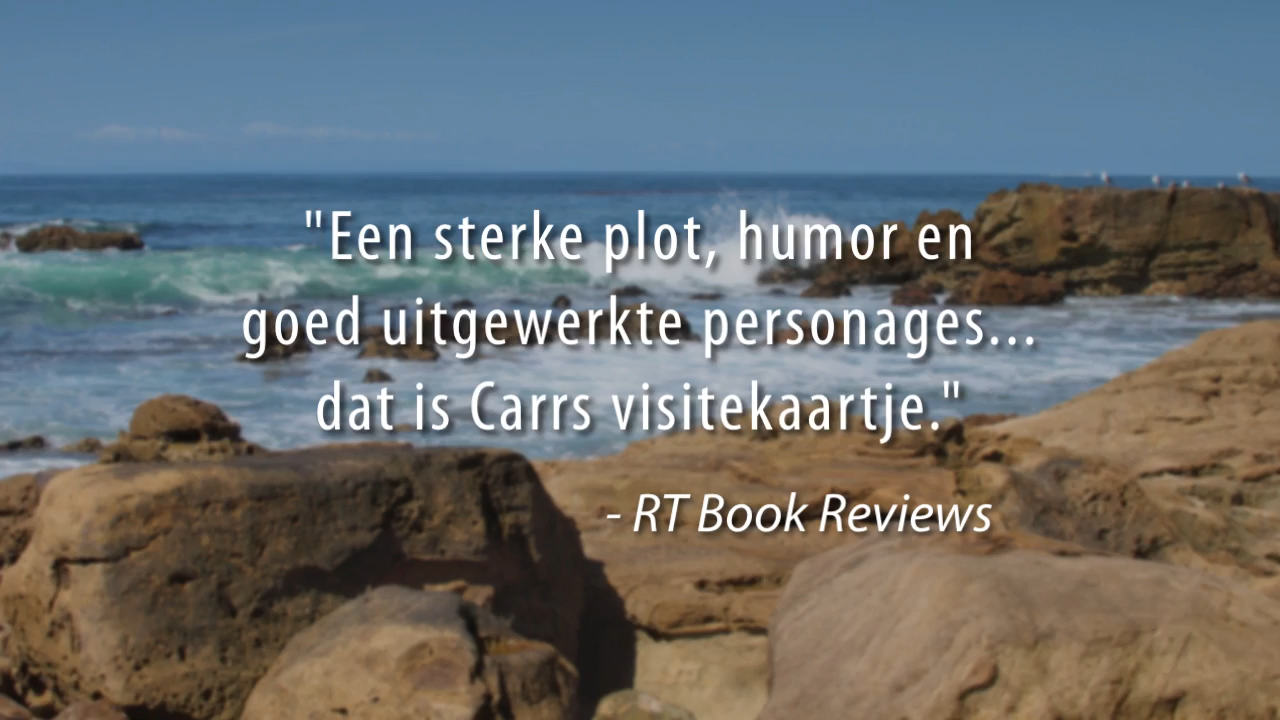 "Een sterke plot, humor en
goed uitgewerkte personages...
dat is Carrs visitekaartje."
- RT Book Reviews